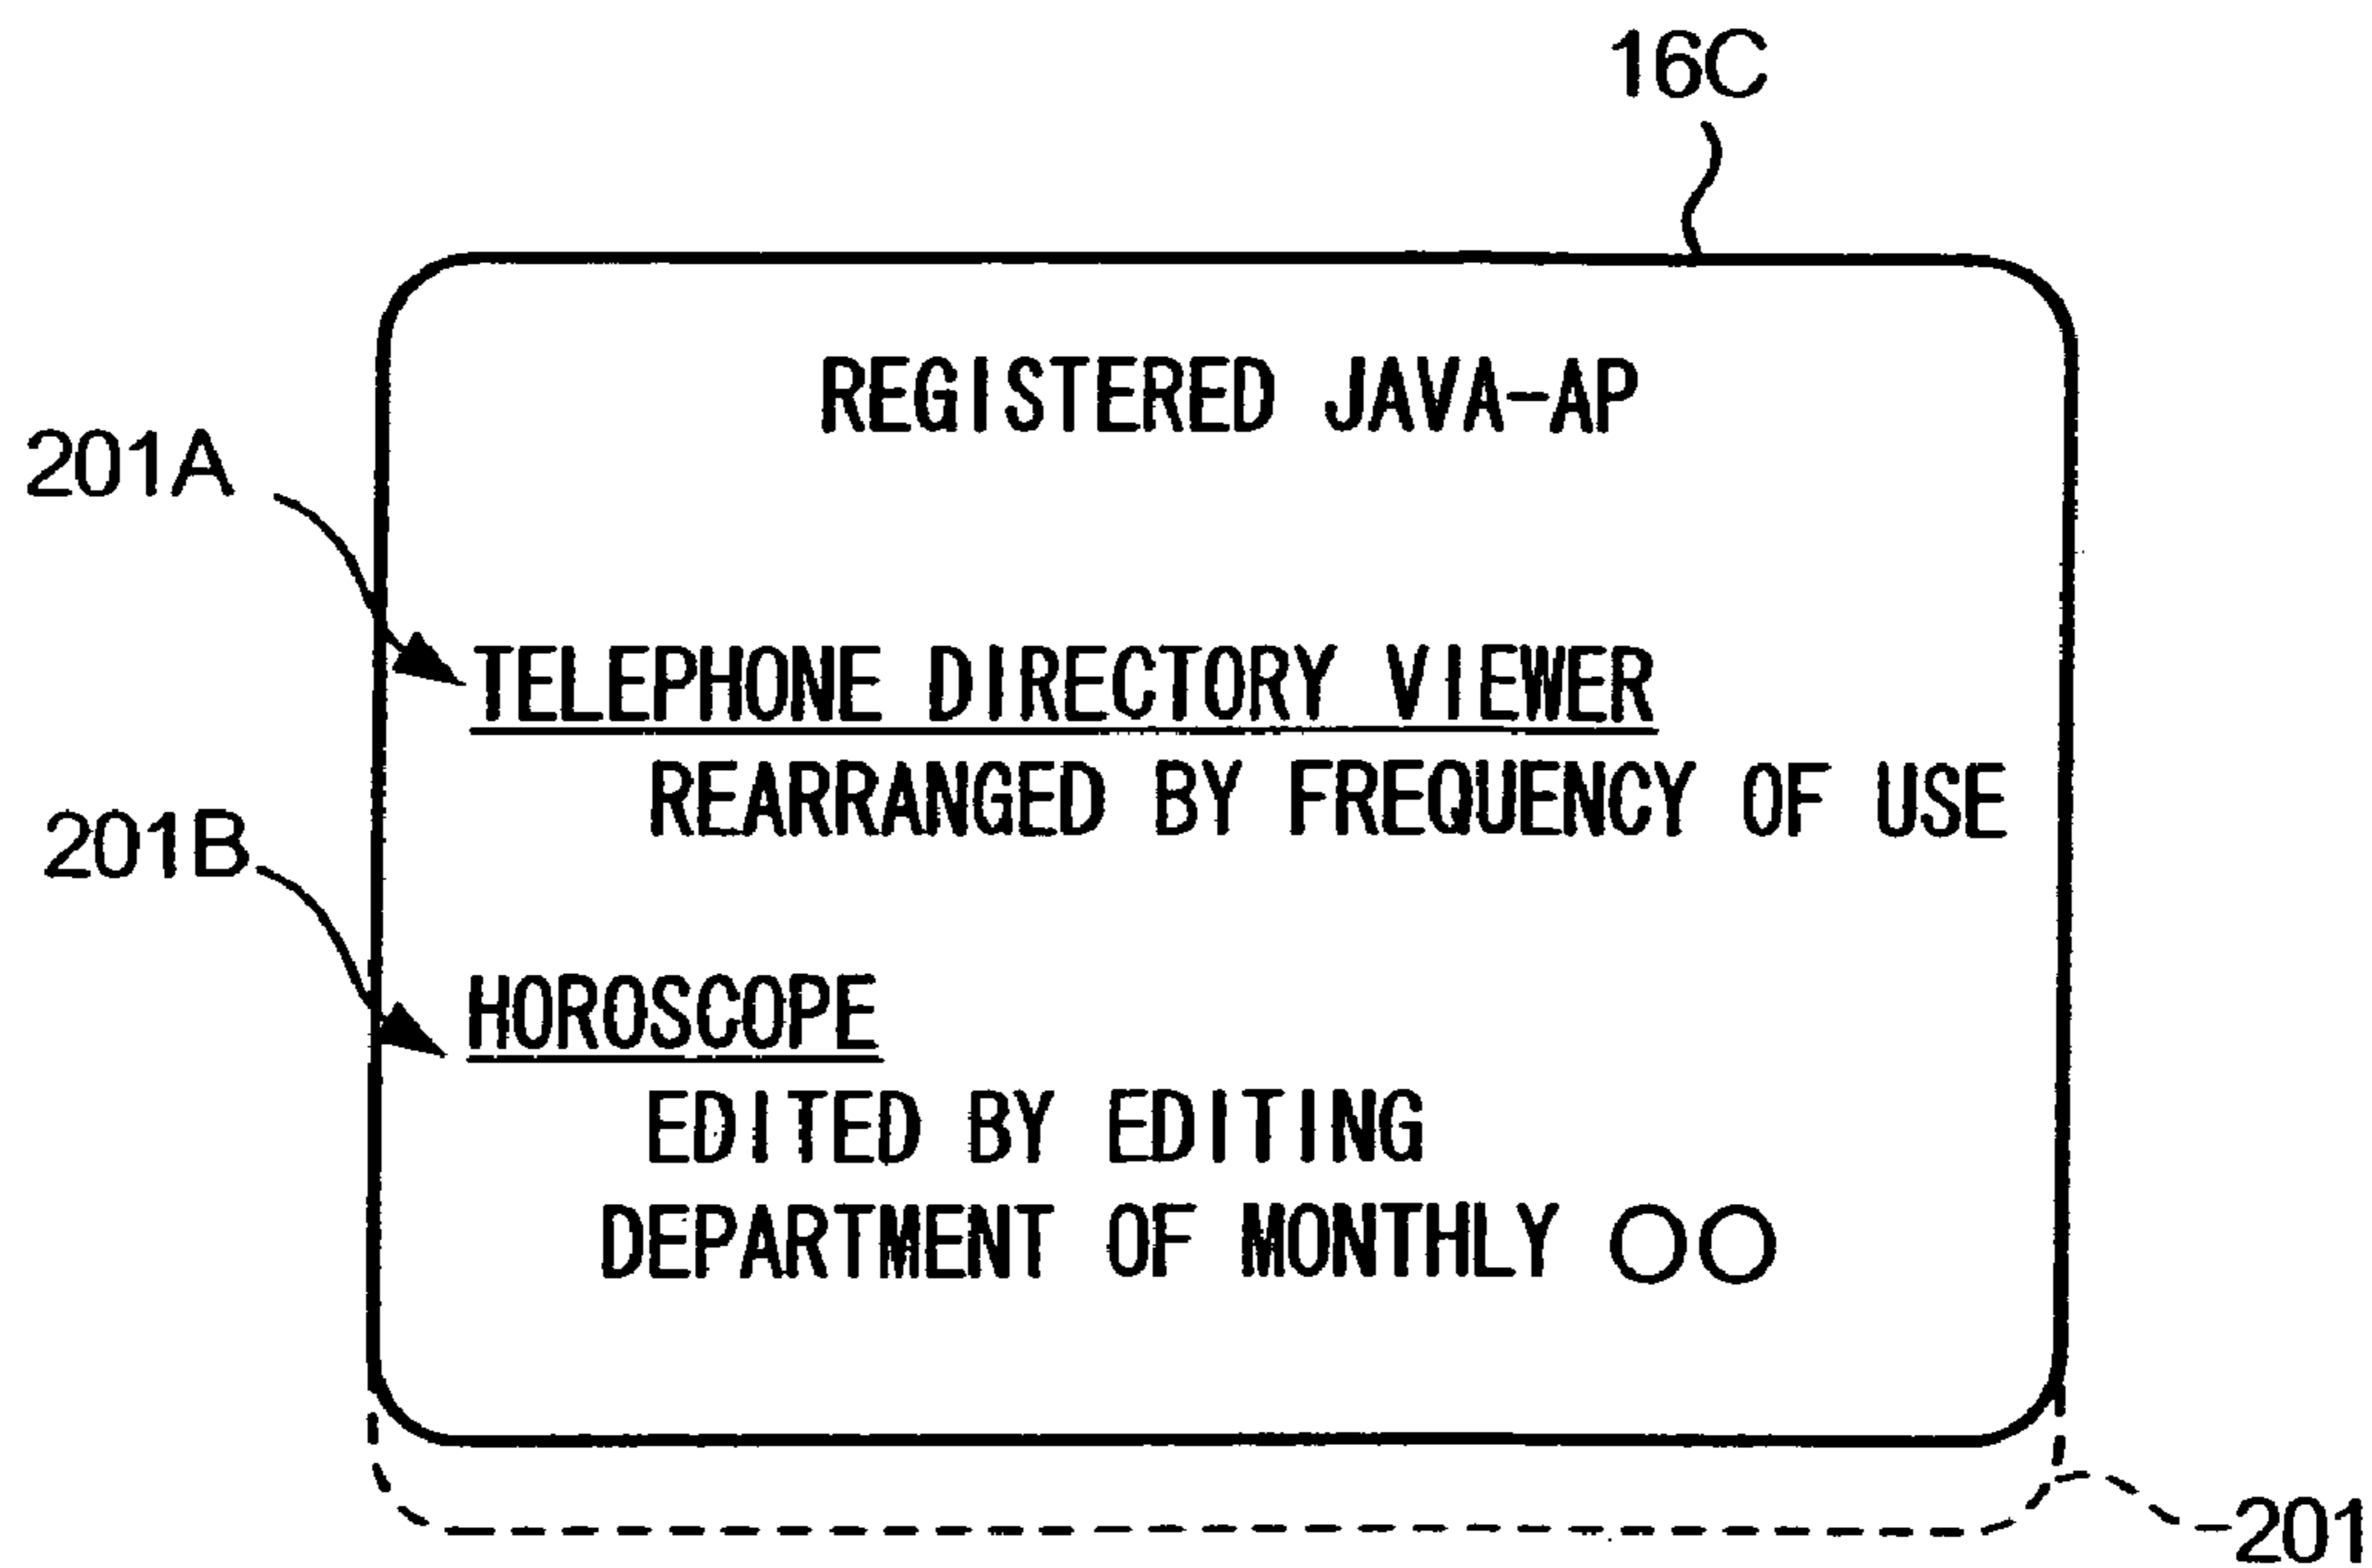 16C
REGISTERED JAVA-AP
201A
TELEPHONE DIRECTORY VIEWER
REARRANGED BY FREQUENCY OF USE
201B
HOROSCOPE
EDITED BY EDITING
DEPARTMENT OF MONTHLY ○○
201